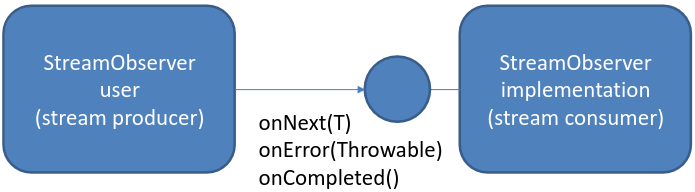 StreamObserver
user
(stream producer)
onNext(T)
onError(Throwable)
onCompleted()
StreamObserver
implementation
(stream consumer)